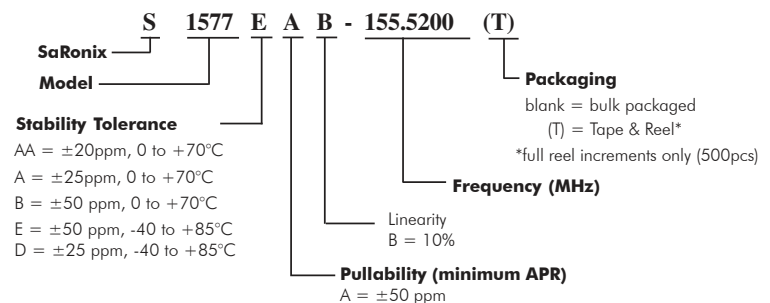 S 1577 E A B - 155.5200 (T)
SaRonix
Model
Stability Tolerance
AA = ±20ppm, 0 to +70°C
A = ±25ppm, 0 to +70°C
B = ±50 ppm, 0 to +70°C
E = ±50 ppm, -40 to +85°C
D = ±25 ppm, -40 to +85°C
Packaging
blank = bulk packaged
(T) = Tape & Reel*
*full reel increments only (500pcs)
Frequency (MHz)
Linearity
B = 10%
Pullability (minimum APR)
A = ±50 ppm